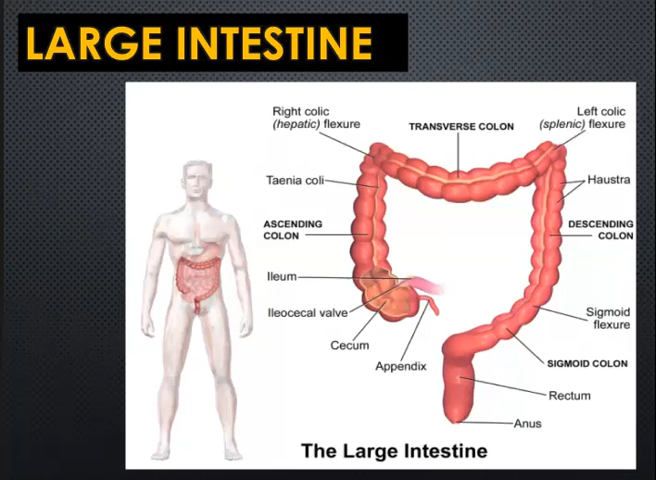 LARGE INTESTINE
Right colic
(hepatic) flexure
TRANSVERSE COLON
Left colic
(splenic) flexure
Taenia coli
Haustra
ASCENDING
COLON
DESCENDING
COLON
Ileum
Ileocecal valve
Sigmoid
flexure
Cecum
Appendix
SIGMOID COLON
Rectum
Anus
The Large Intestine